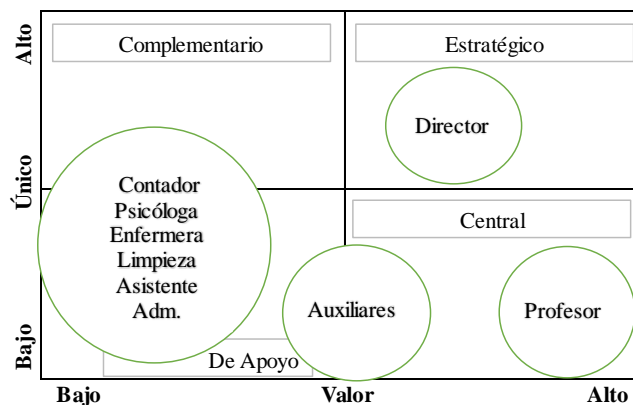 Alto
Complementario
Estratégico
Director
Único
Contador
Psicóloga
Enfermera
Limpieza
Asistente
Adm.
Central
Auxiliares
Profesor
Bajo
De Apoyo
Bajo
Valor
Alto